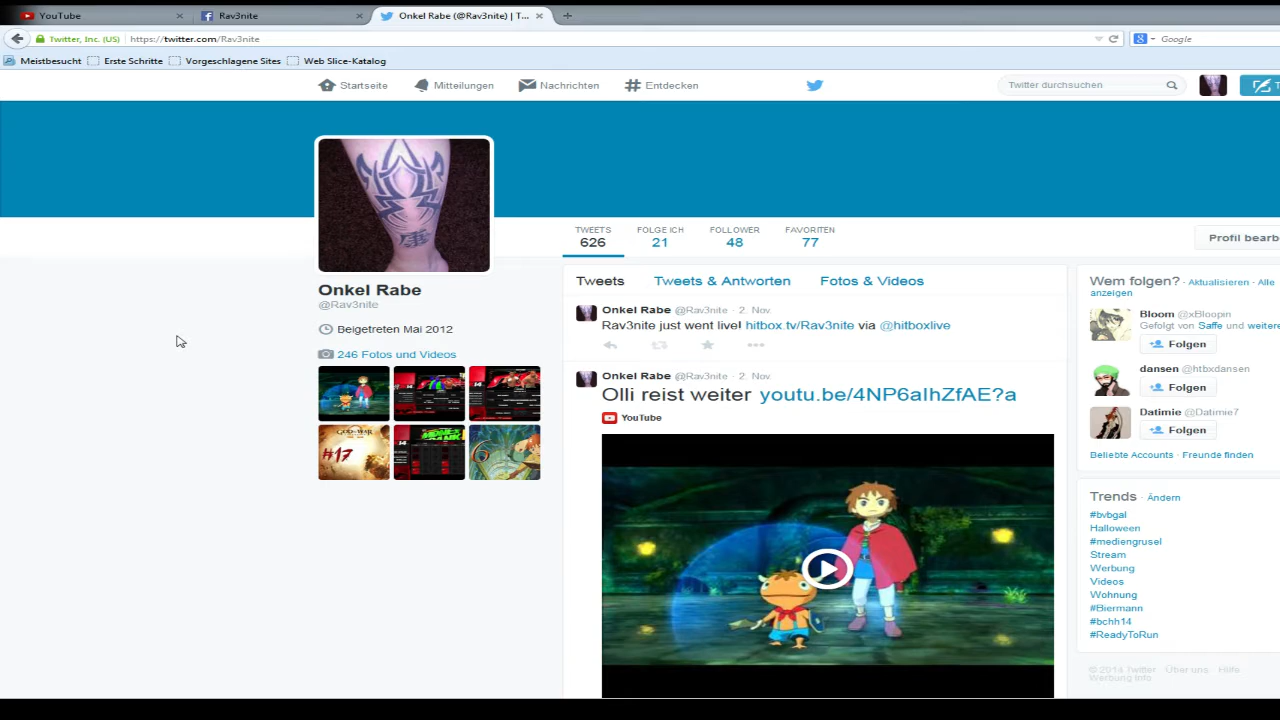 YouTube
Rav3nite
Onkel Rabe (@Rav3nite) | T...
Twitter, Inc. (US)
https://twitter.com/Rav3nite
Google
Meistbesucht
Erste Schritte
Vorgeschlagene Sites
Web Slice-Katalog
Startseite
Mitteilungen
Nachrichten
Entdecken
Twitter durchsuchen
TWEETS
626
FOLGE ICH
21
FOLLOWER
48
FAVORITEN
77
Profil bearb
Onkel Rabe
@Rav3nite
Beigetreten Mai 2012
246 Fotos und Videos
#17
Tweets
Tweets & Antworten
Fotos & Videos
Onkel Rabe @Rav3nite · 2. Nov.
Rav3nite just went live! hitbox.tv/Rav3nite via @hitboxlive
Onkel Rabe @Rav3nite · 2. Nov.
Olli reist weiter youtu.be/4NP6aIhZfAE?a
YouTube
Wem folgen? · Aktualisieren · Alle
anzeigen
Bloom @xBloopin
Gefolgt von Saffe und weitere
Folgen
dansen @htbxdansen
Folgen
Datimie @Datimie7
Folgen
Beliebte Accounts · Freunde finden
Trends · Ändern
#bvbgal
Halloween
#mediengrusel
Stream
Werbung
Videos
Wohnung
#Biermann
#bchh14
#ReadyToRun
© 2014 Twitter Über uns Hilfe
Werbung Info